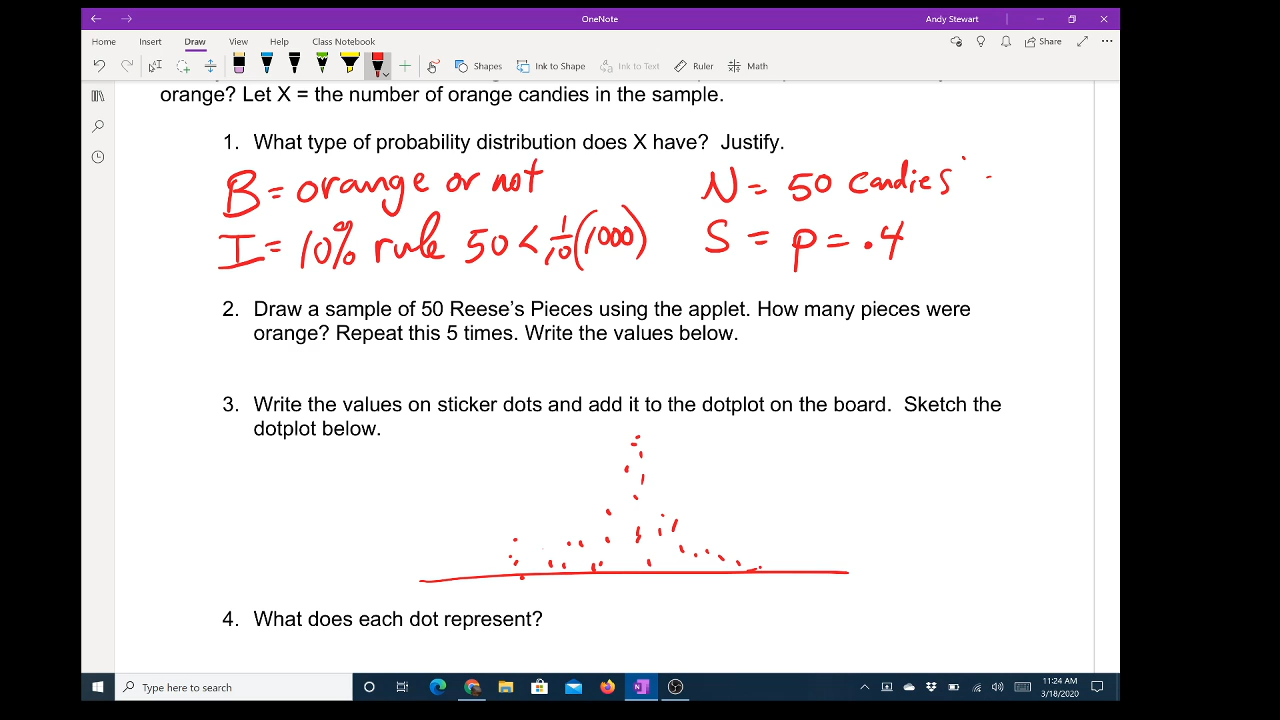 OneNote
Andy Stewart
Home Insert Draw View Help Class Notebook
Share
Shapes Ink to Shape Ink to Text Ruler Math
orange? Let X = the number of orange candies in the sample.
1. What type of probability distribution does X have? Justify.
B = orange or not N = 50 candies
I = 10% rule 50 < 1/10 (1000) S = p = .4
2. Draw a sample of 50 Reese's Pieces using the applet. How many pieces were
orange? Repeat this 5 times. Write the values below.
3. Write the values on sticker dots and add it to the dotplot on the board. Sketch the
dotplot below.
4. What does each dot represent?
Type here to search
11:24 AM
3/18/2020